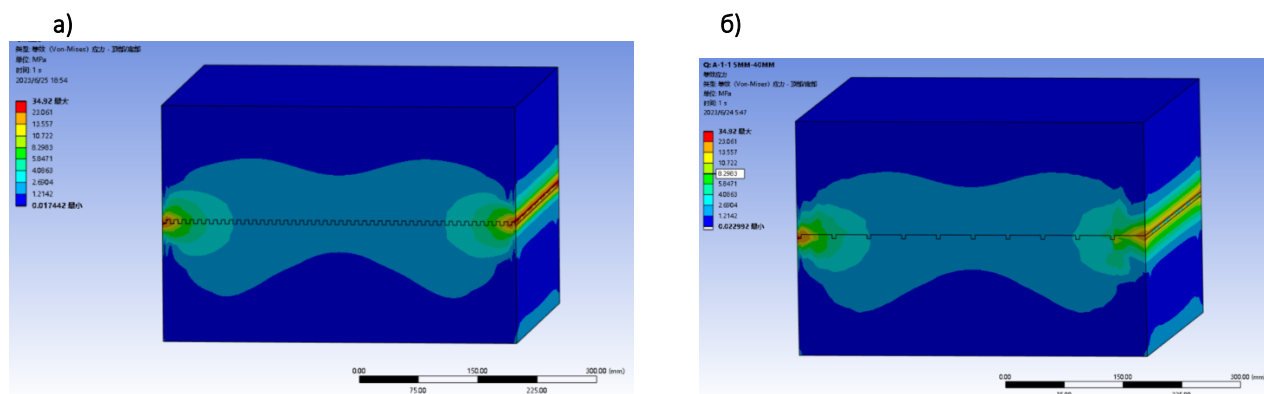 а)
类型: 等效 (Von-Mises) 应力 - 顶部/底部
单位: MPa
时间: 1 s
2023/6/25 18:54
34.92 最大
23.061
13.557
10.722
8.2983
5.8471
4.0863
2.6904
1.2142
0.017442 最小
0.00
150.00
300.00 (mm)
75.00
225.00
б)
Q: A-1-1 5MM-40MM
等效应力
类型: 等效 (Von-Mises) 应力 - 顶部/底部
单位: MPa
时间: 1 s
2023/6/24 5:47
34.92 最大
23.061
13.557
10.722
8.2983
5.8471
4.0863
2.6904
1.2142
0.022992 最小
0.00
150.00
300.00 (mm)